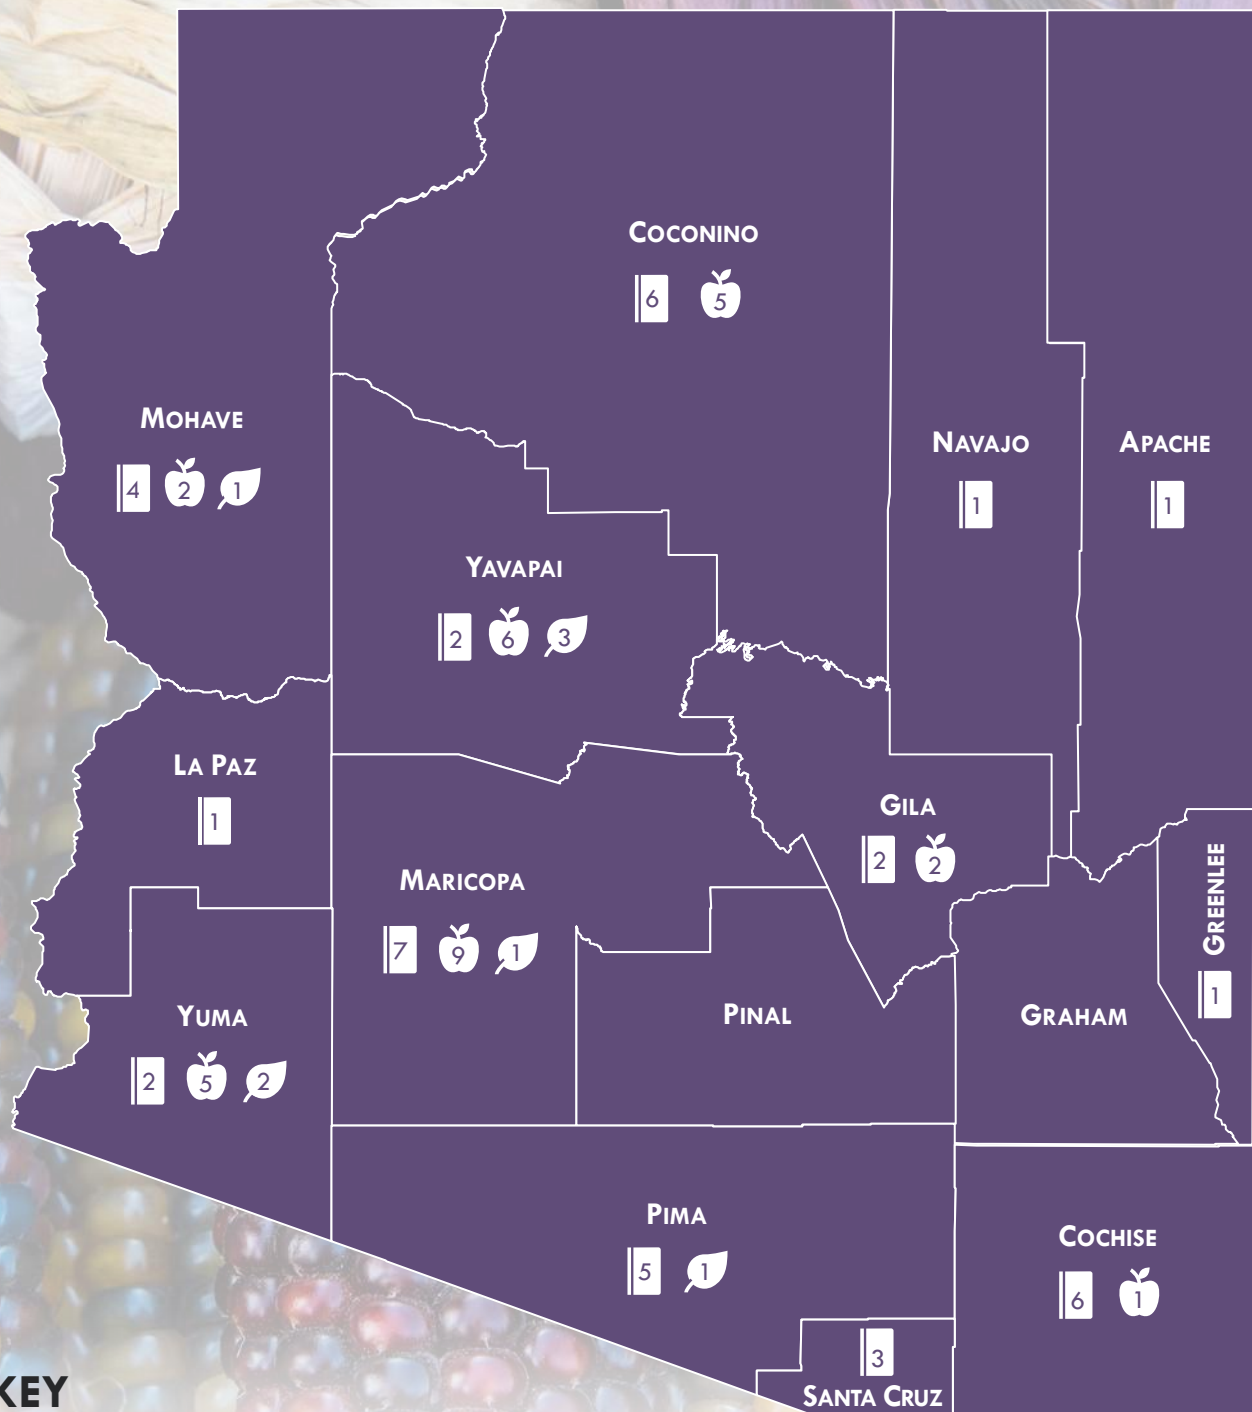 COCONINO
6 5
MOHAVE
4 2 1
NAVAJO
1
APACHE
1
YAVAPAI
2 6 3
LA PAZ
1
GILA
2 2
MARICOPA
7 9 1
GREENLEE
1
YUMA
2 5 2
PINAL
GRAHAM
PIMA
5 1
COCHISE
6 1
3
SANTA CRUZ
KEY